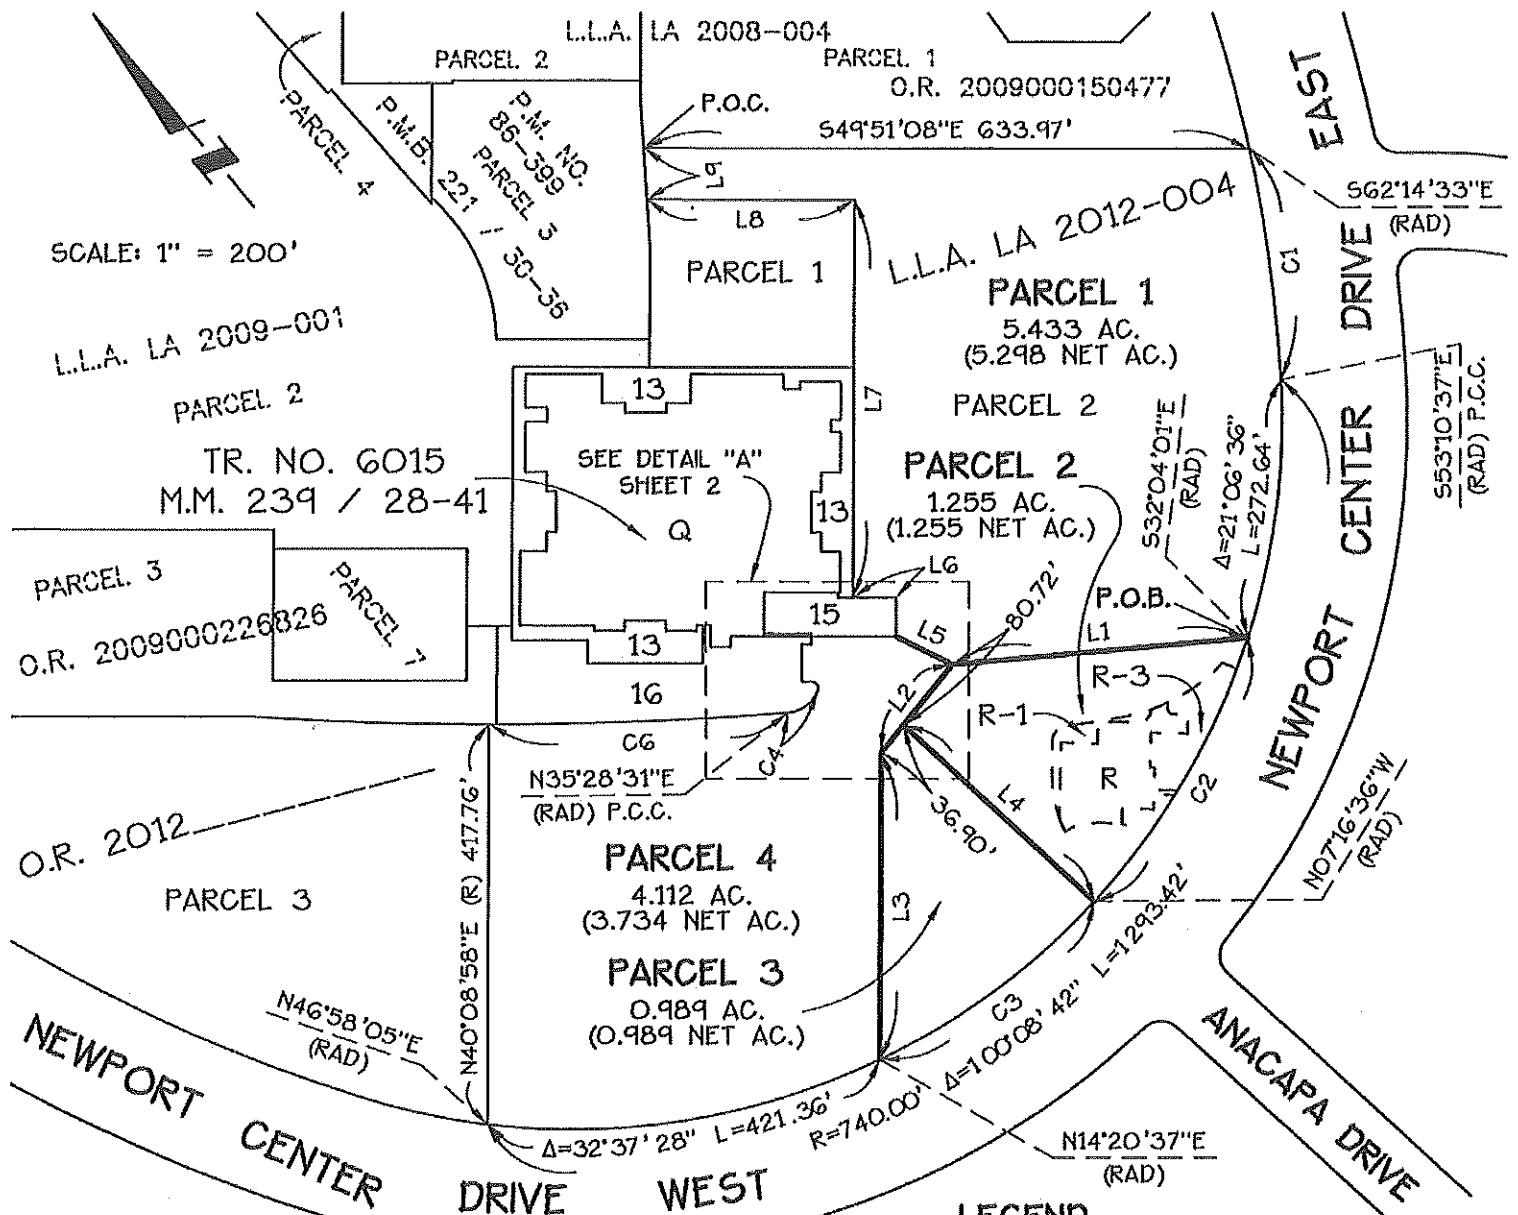 L.L.A. LA 2008-004
PARCEL 2
PARCEL 1
O.R. 2009000150477
P.O.C.
S49°51'08"E 633.97'
EAST
PARCEL 4
P.M.B. 221 / 30-36
P.M. NO.
86-399
PARCEL 3
L9
L8
S62°14'33"E
(RAD)
SCALE: 1" = 200'
PARCEL 1
L.L.A. LA 2012-004
C1
PARCEL 1
5.433 AC.
(5.298 NET AC.)
DRIVE
L.L.A. LA 2009-001
PARCEL 2
13
L7
PARCEL 2
S53°10'37"E
(RAD) P.C.C.
CENTER
TR. NO. 6015
M.M. 239 / 28-41
SEE DETAIL "A"
SHEET 2
Q
13
PARCEL 2
1.255 AC.
(1.255 NET AC.)
S32°04'01"E
(RAD)
Δ=21°06'36"
L=272.64'
PARCEL 3
O.R. 2009000226826
PARCEL 7
L6
15
80.72'
P.O.B.
13
L5
L1
NEWPORT
16
L2
R-3
R-1
C6
C4
N35°28'31"E
(RAD) P.C.C.
R
C2
L4
36.90'
N07°16'36"W
(RAD)
O.R. 2012
PARCEL 3
N40°08'58"E (R) 417.76'
PARCEL 4
4.112 AC.
(3.734 NET AC.)
L3
PARCEL 3
0.989 AC.
(0.989 NET AC.)
C3
N46°58'05"E
(RAD)
Δ=32°37'28" L=421.36'
R=740.00' Δ=100°08'42" L=1293.42'
N14°20'37"E
(RAD)
ANACAPA DRIVE
NEWPORT CENTER DRIVE WEST
LEGEND